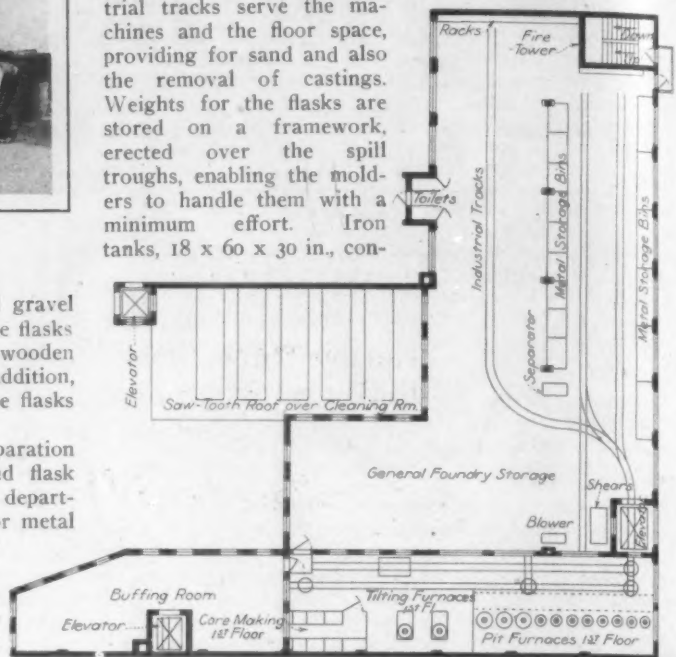 trial tracks serve the ma-
chines and the floor space,
providing for sand and also
the removal of castings.
Weights for the flasks are
stored on a framework,
erected over the spill
troughs, enabling the mold-
ers to handle them with a
minimum effort. Iron
tanks, 18 x 60 x 30 in., con-
gravel
e flasks
wooden
ddition,
e flasks
paration
d flask
depart-
or metal
Racks
Fire
Tower
Down
Up
Toilets
Industrial Tracks
Metal Storage Bins
Metal Storage Bins
Separator
Elevator
Saw-Tooth Roof over Cleaning Rm.
General Foundry Storage
Shears
Elevator
Blower
Buffing Room
Elevator
Core Making
1st Floor
Tilting Furnaces
1st Fl.
Pit Furnaces 1st Floor